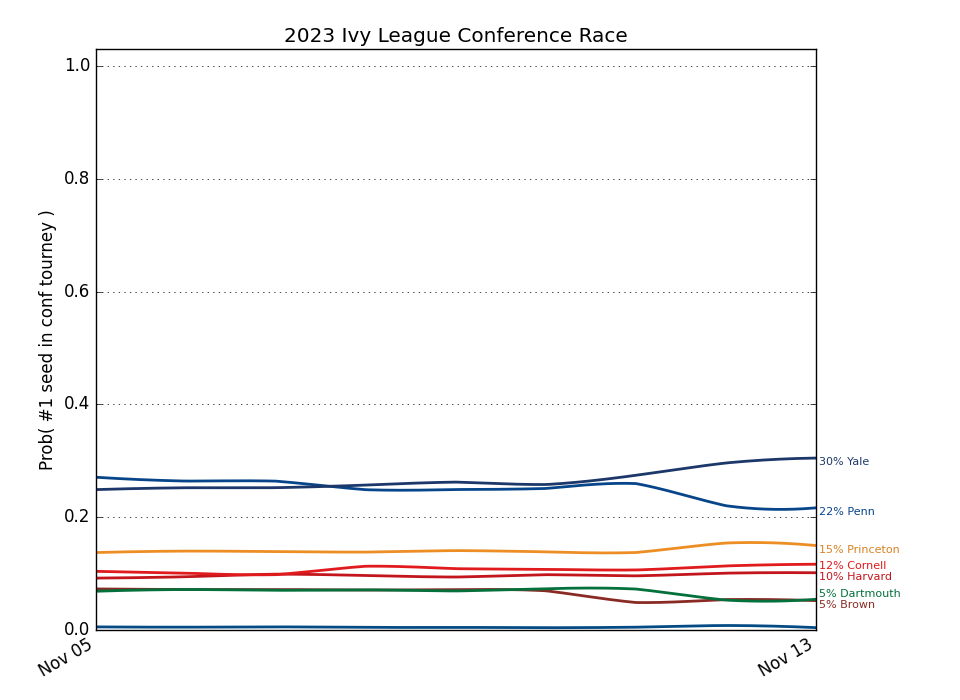 2023 Ivy League Conference Race
Prob( #1 seed in conf tourney )
1.0
0.8
0.6
0.4
0.2
0.0
Nov 05
Nov 13
30% Yale
22% Penn
15% Princeton
12% Cornell
10% Harvard
5% Dartmouth
5% Brown